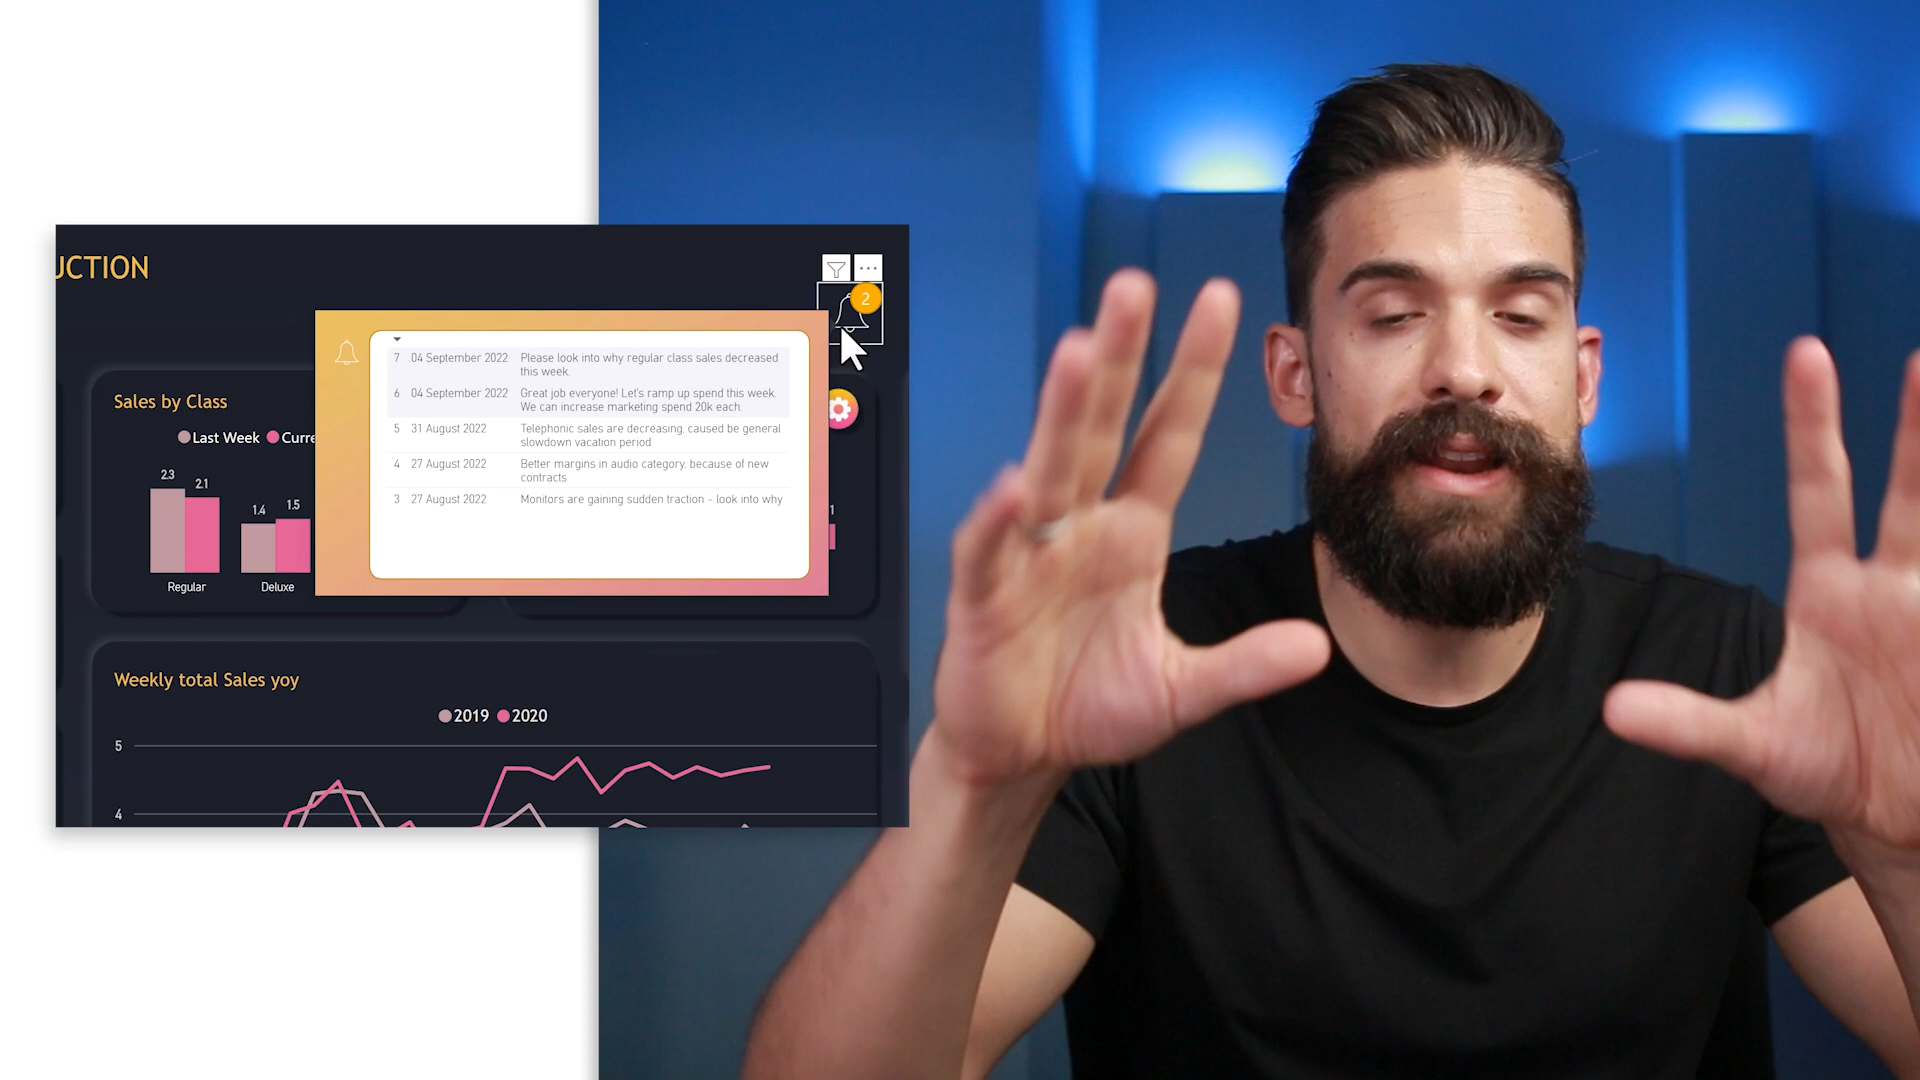 UCTION
2
7 04 September 2022 Please look into why regular class sales decreased
this week.
6 04 September 2022 Great job everyone! Let's ramp up spend this week.
We can increase marketing spend 20k each.
5 31 August 2022 Telephonic sales are decreasing, caused be general
slowdown vacation period
4 27 August 2022 Better margins in audio category, because of new
contracts
3 27 August 2022 Monitors are gaining sudden traction - look into why
Sales by Class
Last Week Curre
2.3
2.1
1.4
1.5
1
Regular
Deluxe
Weekly total Sales yoy
2019 2020
5
4